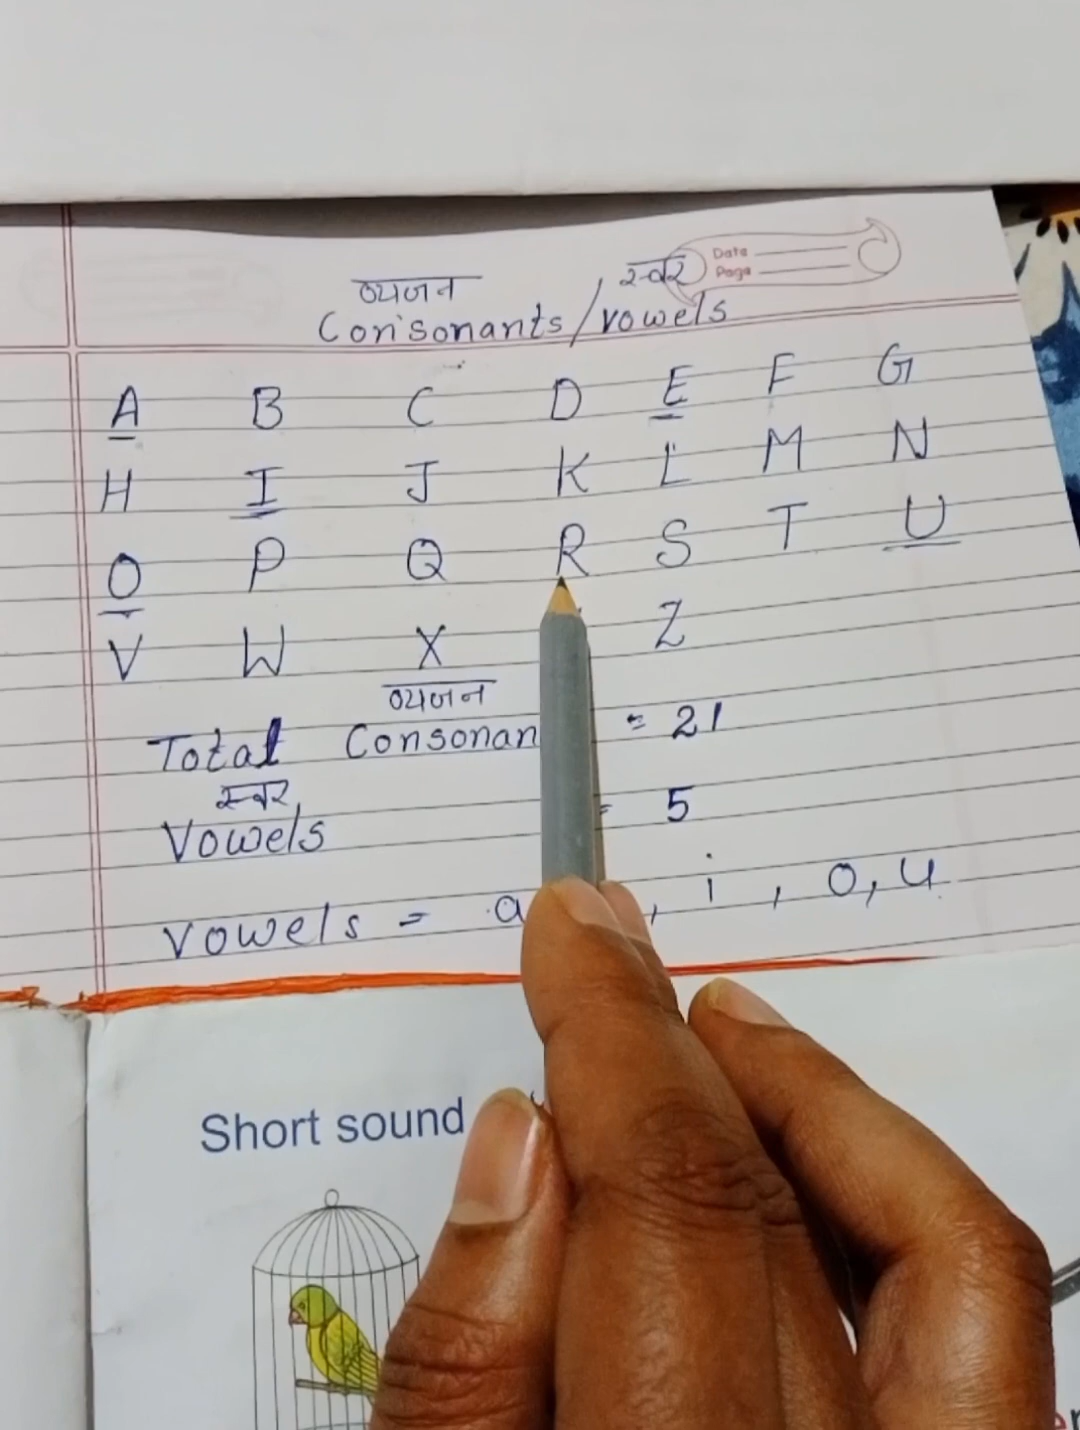 Date
Page
व्यजन स्वर
Consonants/vowels
A B C D E F G
H I J K L M N
O P Q R S T U
V W X Z
व्यजन
Total Consonan = 21
स्वर
Vowels = 5
Vowels = a , i , o, u
Short sound